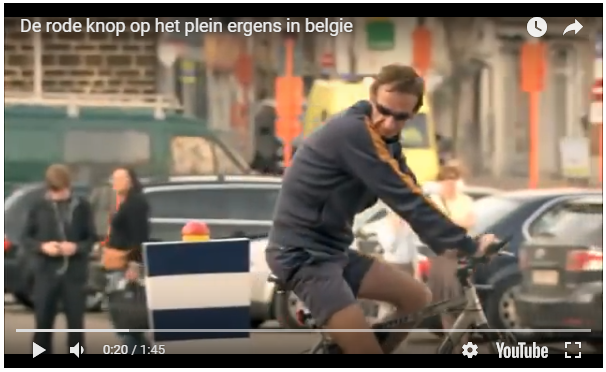 De rode knop op het plein ergens in belgie
0:20 / 1:45
YouTube